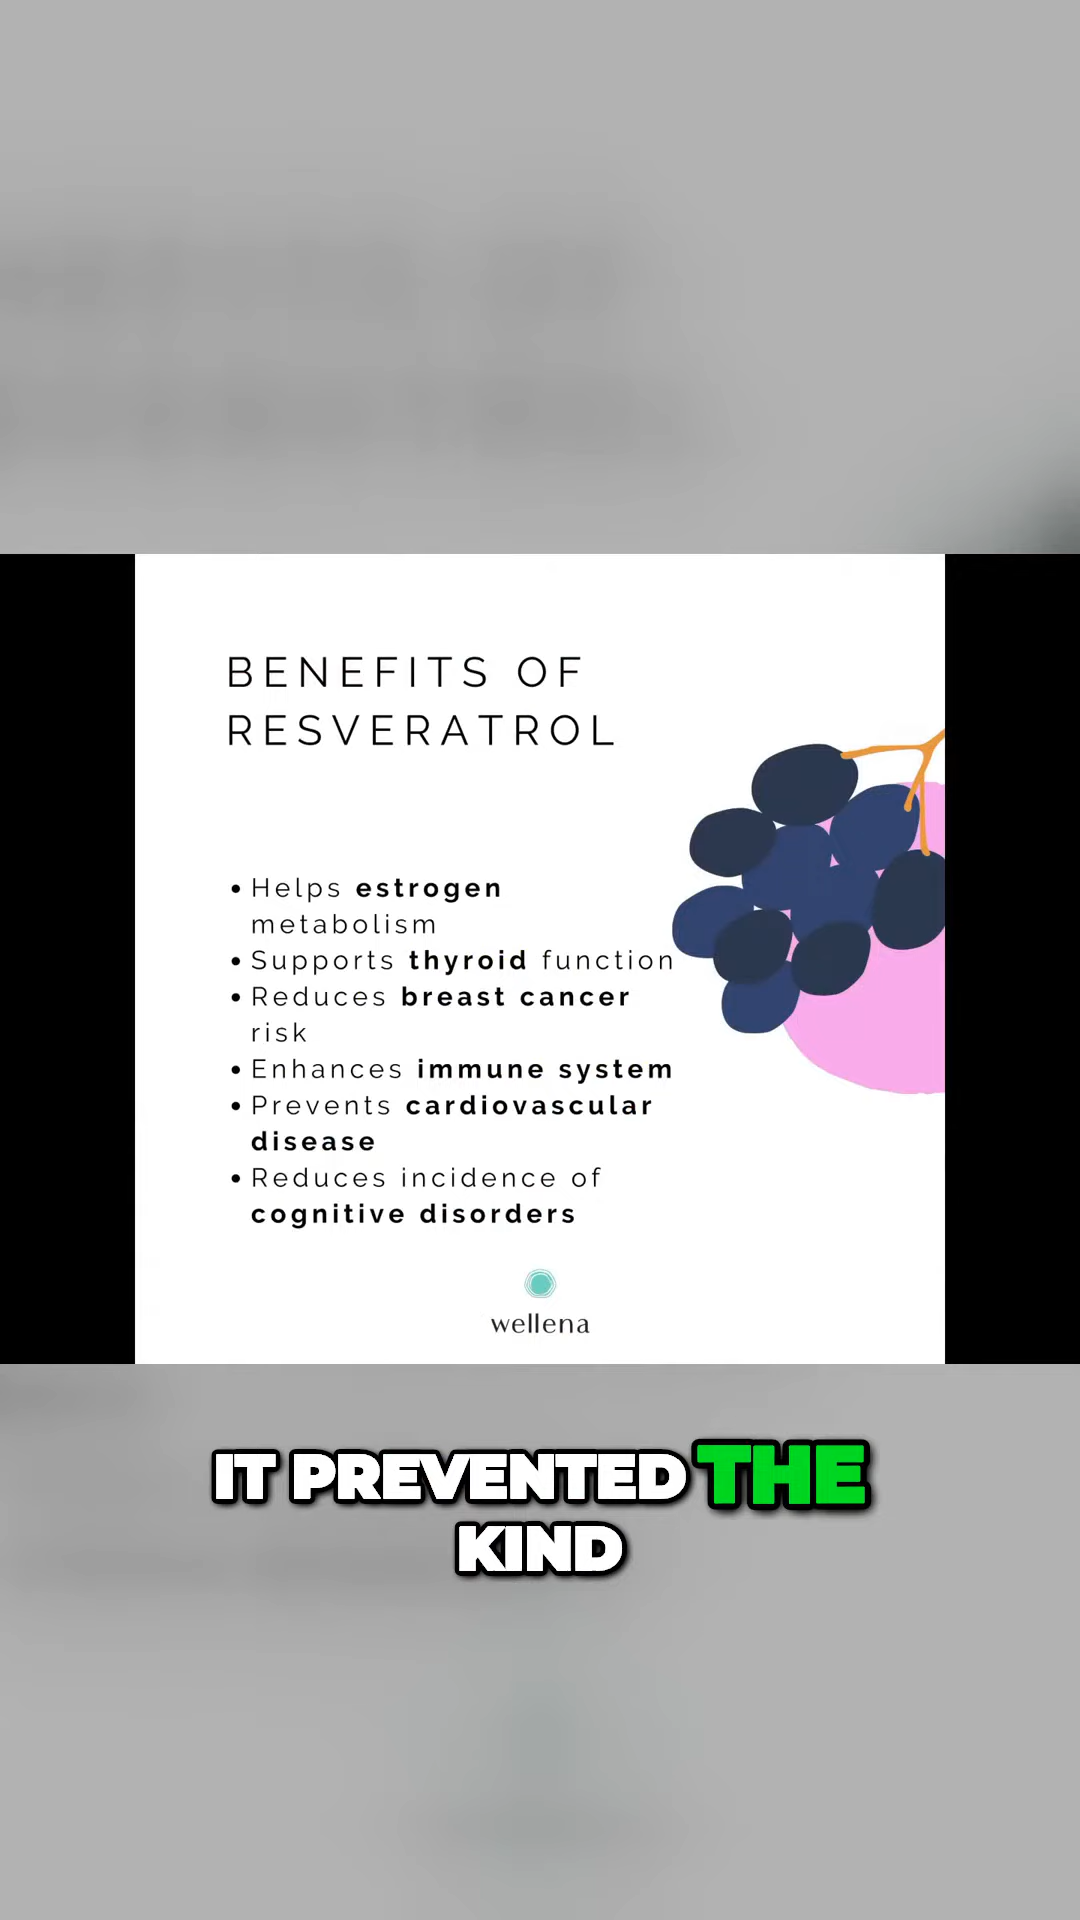 BENEFITS OF
RESVERATROL
• Helps estrogen
metabolism
• Supports thyroid function
• Reduces breast cancer
risk
• Enhances immune system
• Prevents cardiovascular
disease
• Reduces incidence of
cognitive disorders
wellena
IT PREVENTED THE
KIND